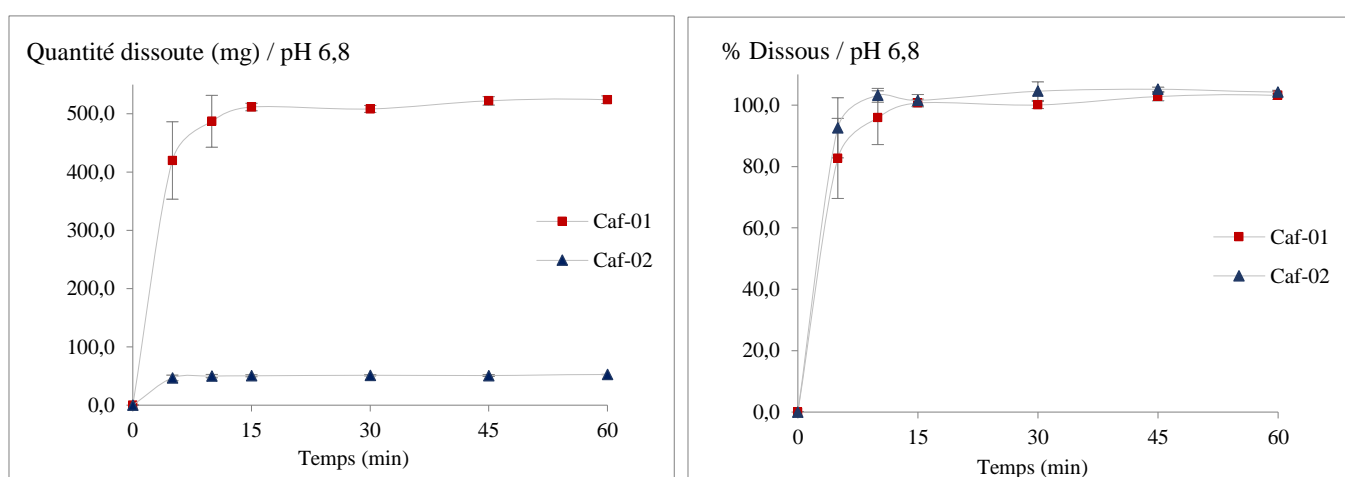 Quantité dissoute (mg) / pH 6,8
500,0
400,0
300,0
200,0
100,0
0,0
0 15 30 45 60
Temps (min)
Caf-01
Caf-02
% Dissous / pH 6,8
100,0
80,0
60,0
40,0
20,0
0,0
0 15 30 45 60
Temps (min)
Caf-01
Caf-02